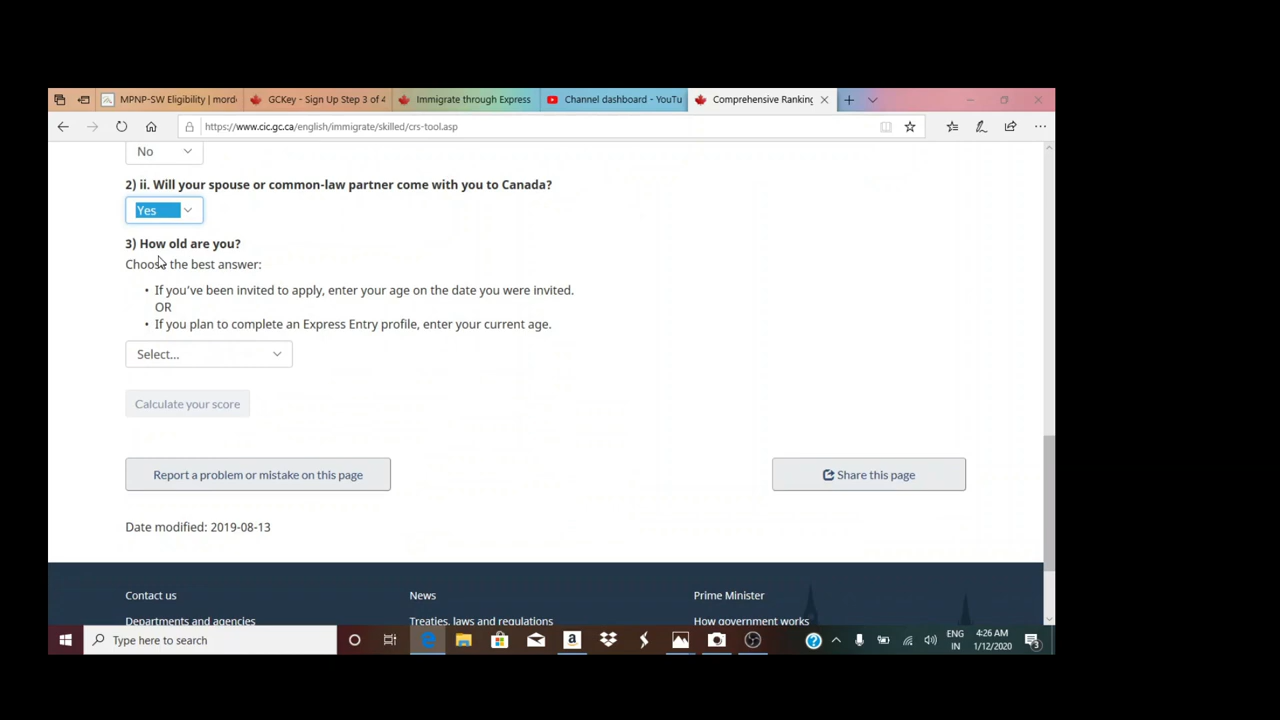 MPNP-SW Eligibility | mord
GCKey - Sign Up Step 3 of 4
Immigrate through Express
Channel dashboard - YouTu
Comprehensive Ranking
https://www.cic.gc.ca/english/immigrate/skilled/crs-tool.asp
No
2) ii. Will your spouse or common-law partner come with you to Canada?
Yes
3) How old are you?
Choose the best answer:
• If you've been invited to apply, enter your age on the date you were invited.
OR
• If you plan to complete an Express Entry profile, enter your current age.
Select...
Calculate your score
Report a problem or mistake on this page
Share this page
Date modified: 2019-08-13
Contact us
News
Prime Minister
Departments and agencies
Treaties, laws and regulations
How government works
Type here to search
ENG
IN
4:26 AM
1/12/2020
3